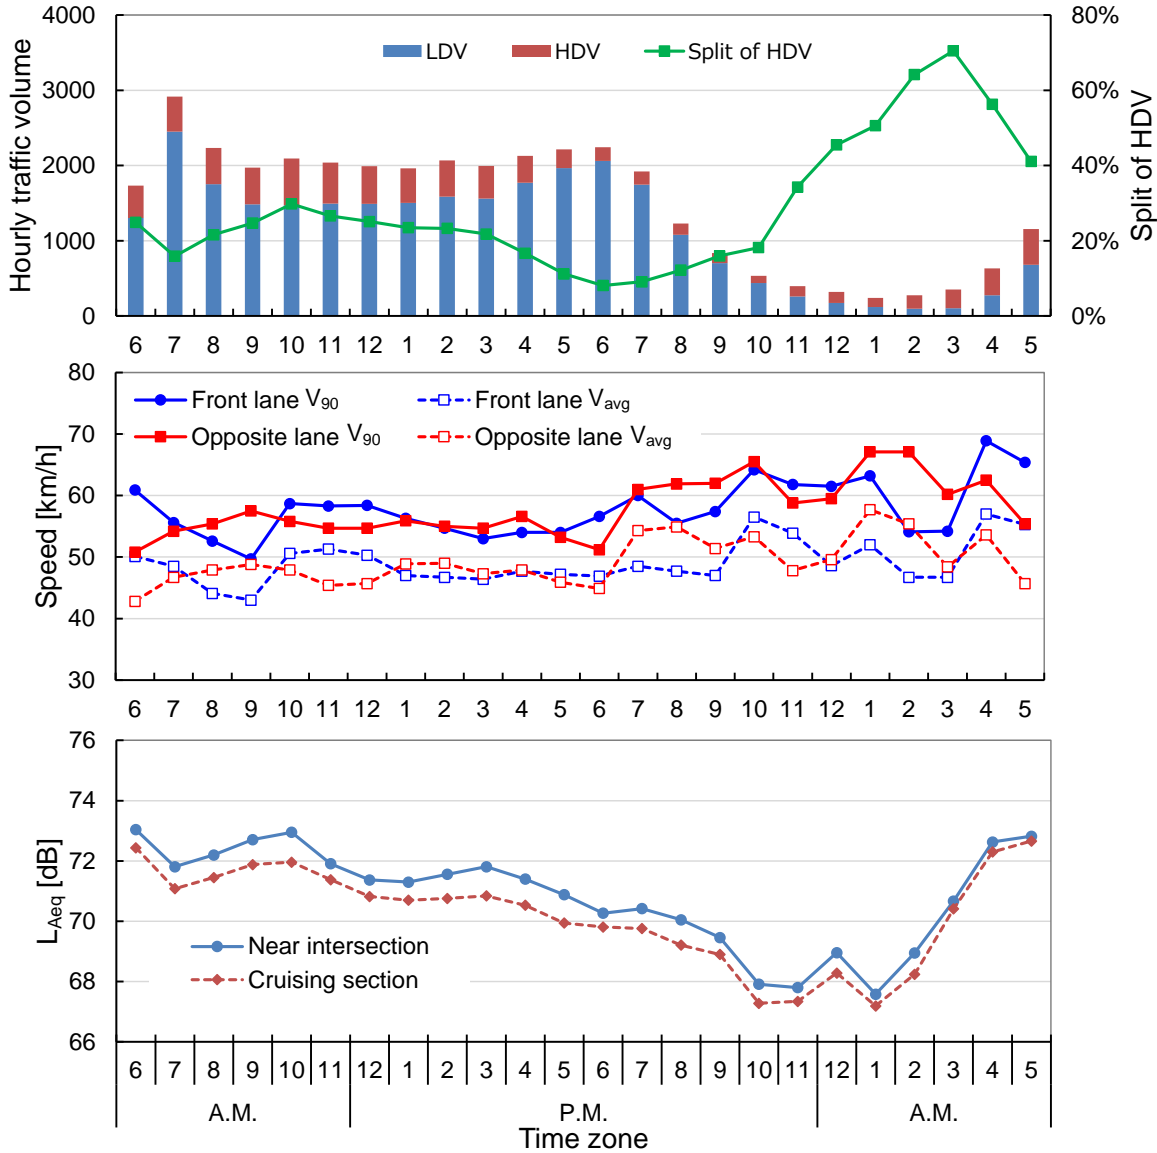 4000 80%
LDV HDV Split of HDV
3000 60%
2000 40%
1000 20%
0 0%
Hourly traffic volume
Split of HDV
6 7 8 9 10 11 12 1 2 3 4 5 6 7 8 9 10 11 12 1 2 3 4 5
80
Front lane V90 Front lane Vavg
Opposite lane V90 Opposite lane Vavg
70
60
50
40
30
Speed [km/h]
6 7 8 9 10 11 12 1 2 3 4 5 6 7 8 9 10 11 12 1 2 3 4 5
76
74
72
70
Near intersection
Cruising section
68
66
LAeq [dB]
6 7 8 9 10 11 12 1 2 3 4 5 6 7 8 9 10 11 12 1 2 3 4 5
A.M. P.M. A.M.
Time zone